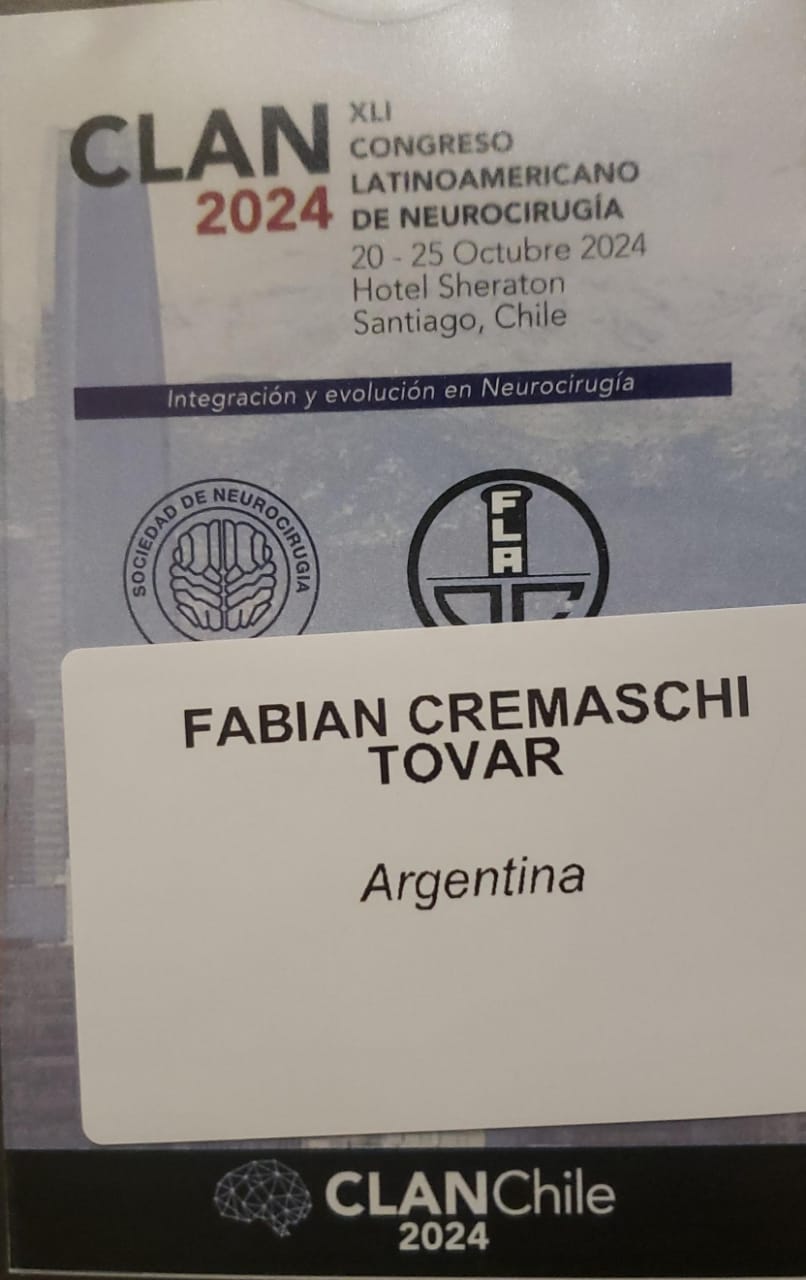 CLAN
2024
XLI
CONGRESO
LATINOAMERICANO
DE NEUROCIRUGÍA
20 - 25 Octubre 2024
Hotel Sheraton
Santiago, Chile
Integración y evolución en Neurocirugía
SOCIEDAD DE NEUROCIRUGIA
FLA
NC
FABIAN CREMASCHI
TOVAR
Argentina
CLANChile
2024